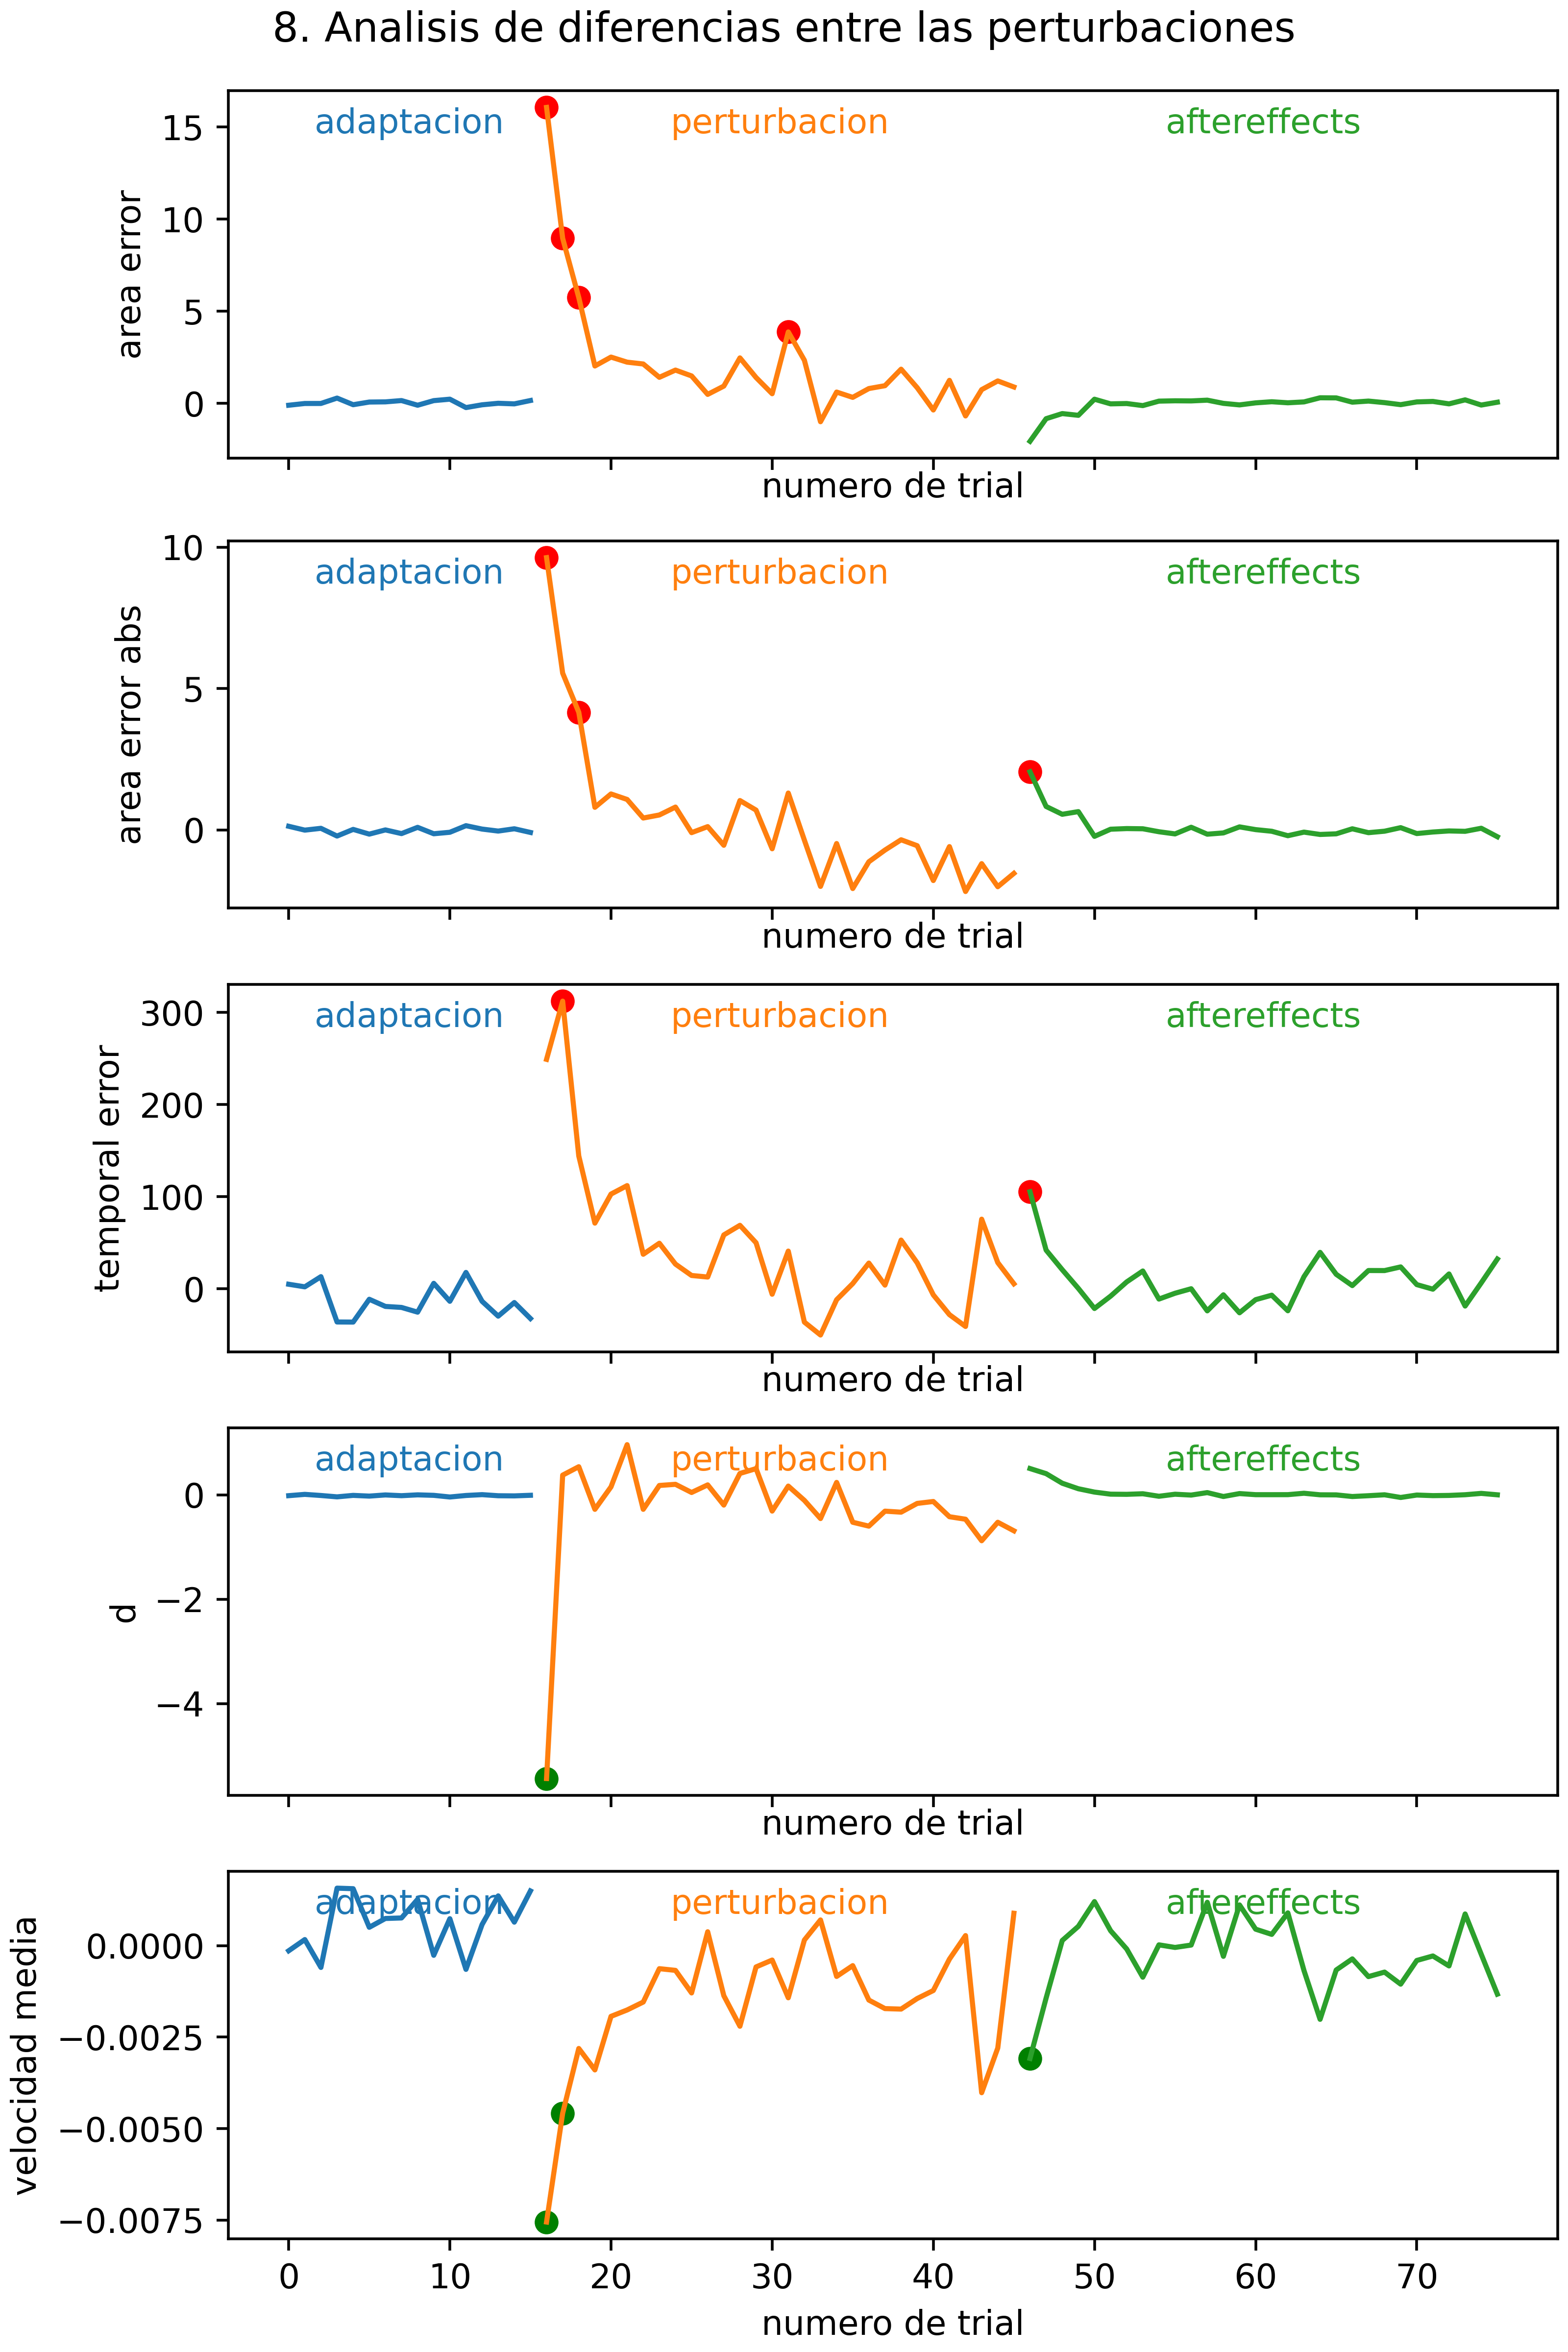 8. Analisis de diferencias entre las perturbaciones
adaptacion perturbacion aftereffects
15
10
5
0
area error
numero de trial
adaptacion perturbacion aftereffects
10
5
0
area error abs
numero de trial
adaptacion perturbacion aftereffects
300
200
100
0
temporal error
numero de trial
adaptacion perturbacion aftereffects
0
−2
−4
d
numero de trial
adaptacion perturbacion aftereffects
0.0000
−0.0025
−0.0050
−0.0075
velocidad media
0 10 20 30 40 50 60 70
numero de trial